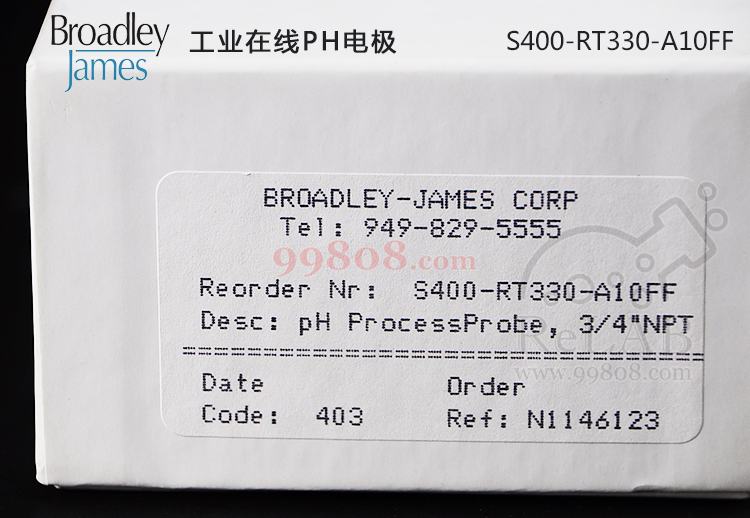 Broadley
James
工业在线PH电极
S400-RT330-A10FF
BROADLEY-JAMES CORP
Tel: 949-829-5555
99808.com
Reorder Nr: S400-RT330-A10FF
Desc: pH ProcessProbe, 3/4"NPT
ReLAB
www.99808.com
Date Order
Code: 403 Ref: N1146123